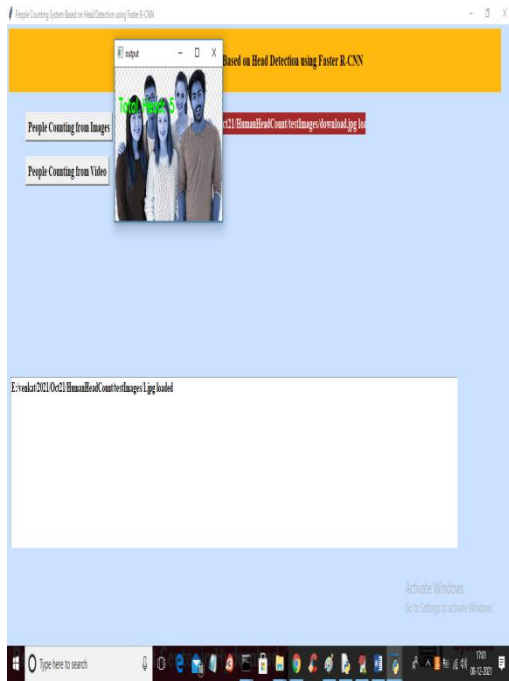 People Counting System Based on Head Detection using Faster R-CNN
output
Based on Head Detection using Faster R-CNN
Total Head: 5
People Counting from Images
ct21/HumanHeadCount/testImages/download.jpg loa
People Counting from Video
E:/venkat/2021/Oct21/HumanHeadCount/testImages/1.jpg loaded
Activate Windows
Go to Settings to activate Windows.
Type here to search
17:01
08-12-2021